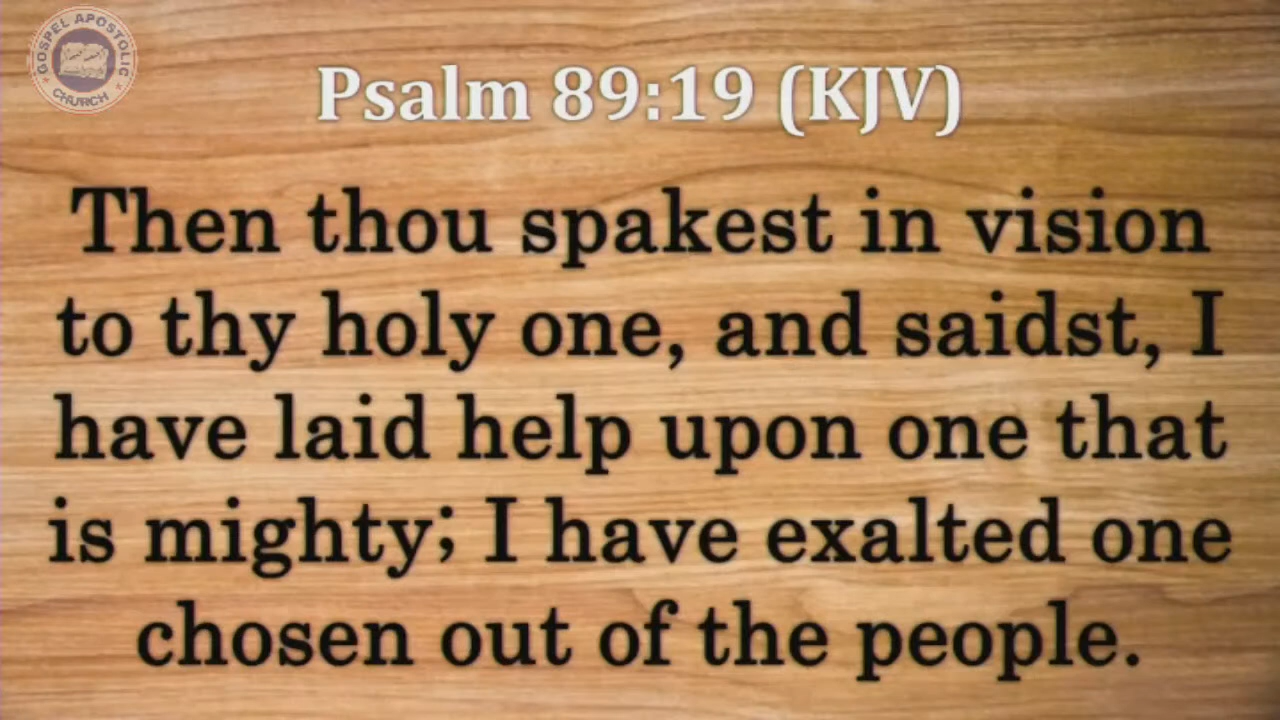 GOSPEL APOSTOLIC
CHURCH
Psalm 89:19 (KJV)
Then thou spakest in vision
to thy holy one, and saidst, I
have laid help upon one that
is mighty; I have exalted one
chosen out of the people.